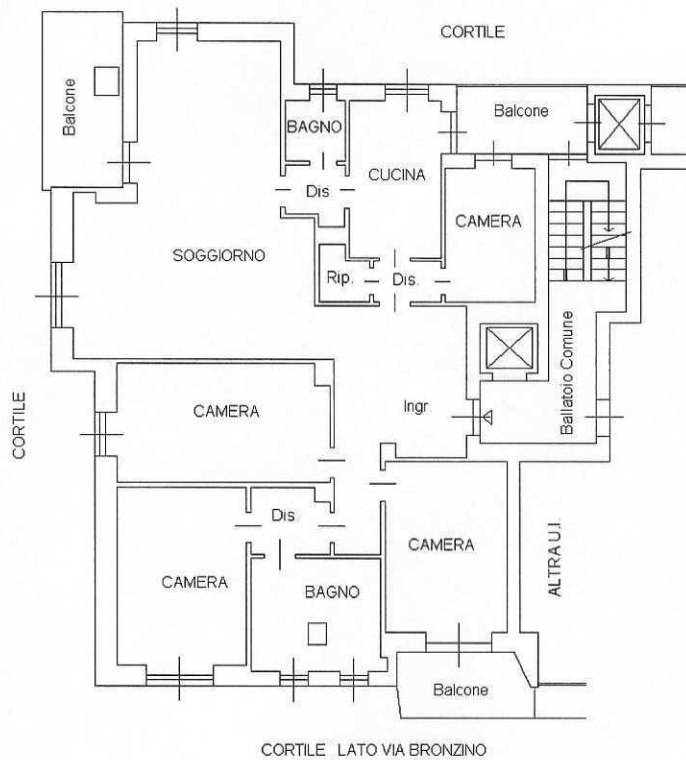 CORTILE
Balcone
BAGNO
Balcone
Dis
CUCINA
CAMERA
SOGGIORNO
Rip.
Dis.
Ballatoio Comune
CAMERA
Ingr
CORTILE
Dis.
CAMERA
ALTRA U.I.
CAMERA
BAGNO
Balcone
CORTILE LATO VIA BRONZINO